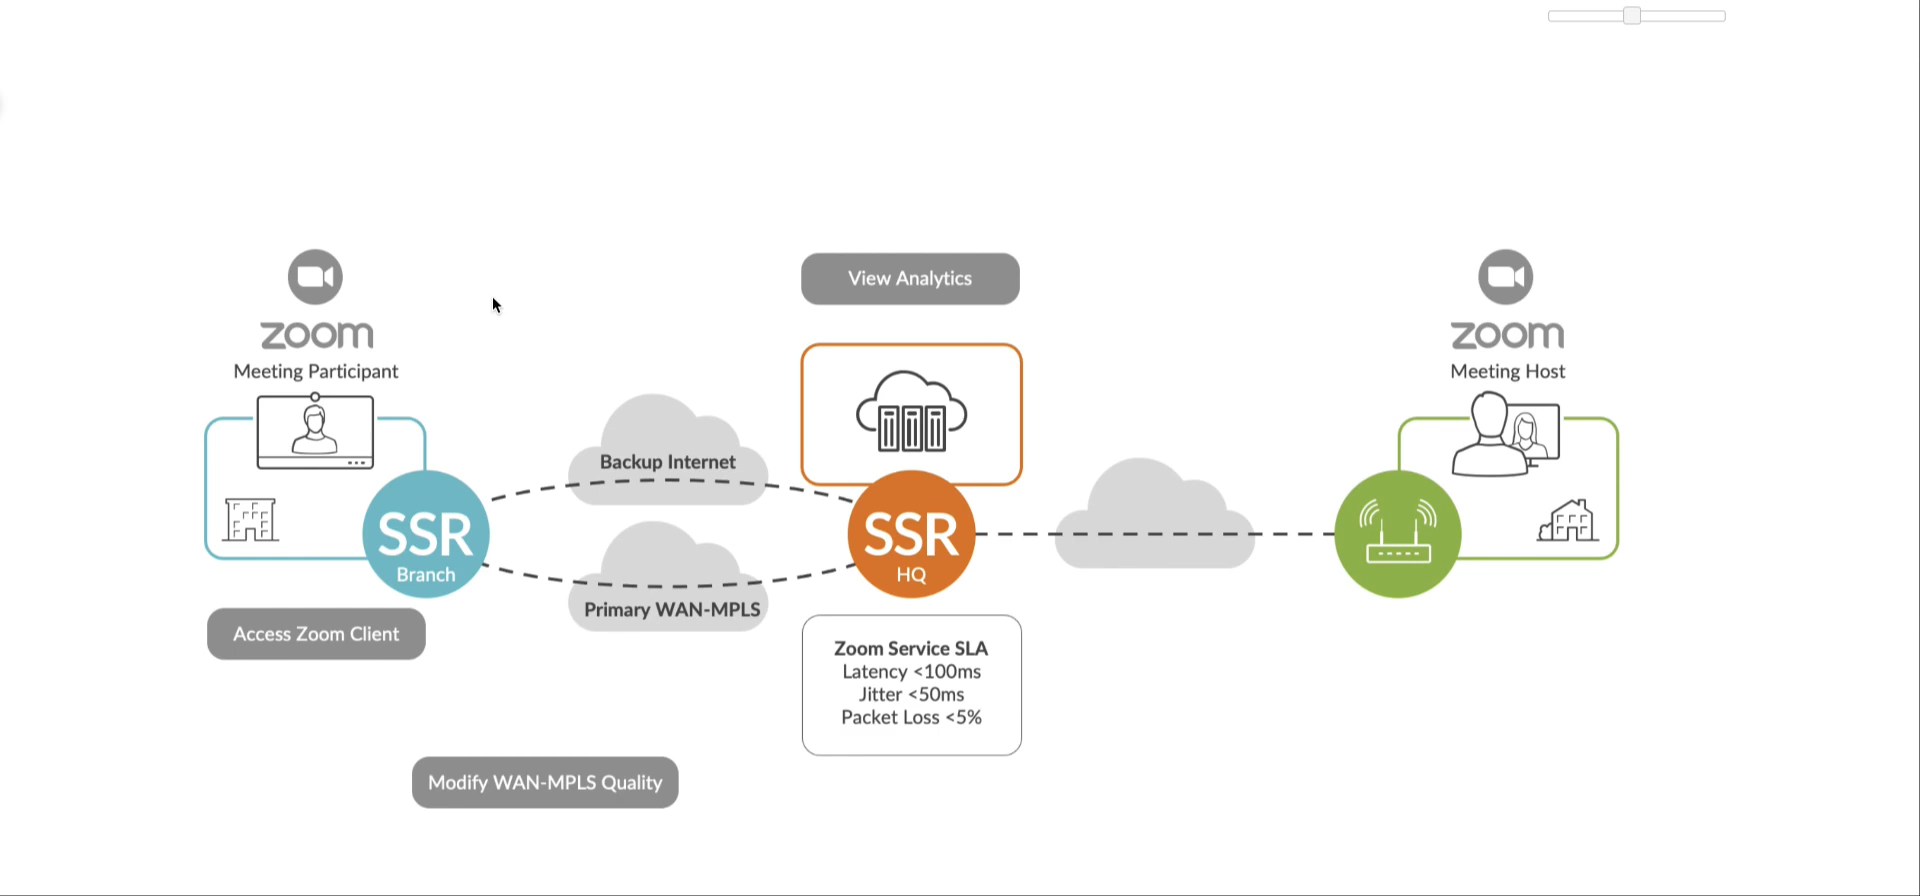 zoom
Meeting Participant
SSR
Branch
Access Zoom Client
Backup Internet
Primary WAN-MPLS
Modify WAN-MPLS Quality
View Analytics
SSR
HQ
Zoom Service SLA
Latency <100ms
Jitter <50ms
Packet Loss <5%
zoom
Meeting Host